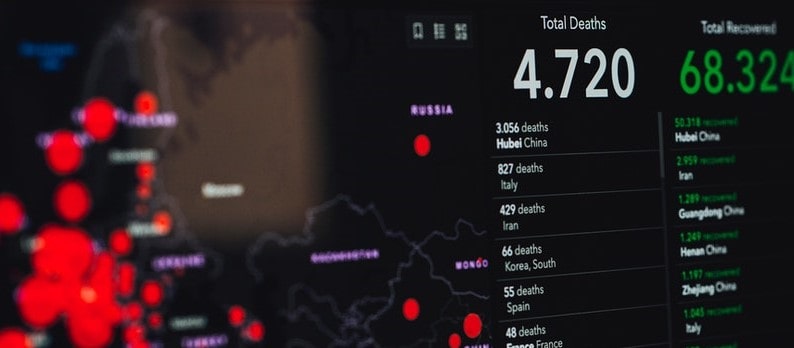 Total Deaths
4.720
3.056 deaths
Hubei China
827 deaths
Italy
429 deaths
Iran
66 deaths
Korea, South
55 deaths
Spain
48 deaths
France France
Total Recovered
68.324
50.318 recovered
Hubei China
2.959 recovered
Iran
1.289 recovered
Guangdong China
1.249 recovered
Henan China
1.197 recovered
Zhejiang China
1.045 recovered
Italy
RUSSIA
KAZAKHSTAN
MONGO
UKRAINE